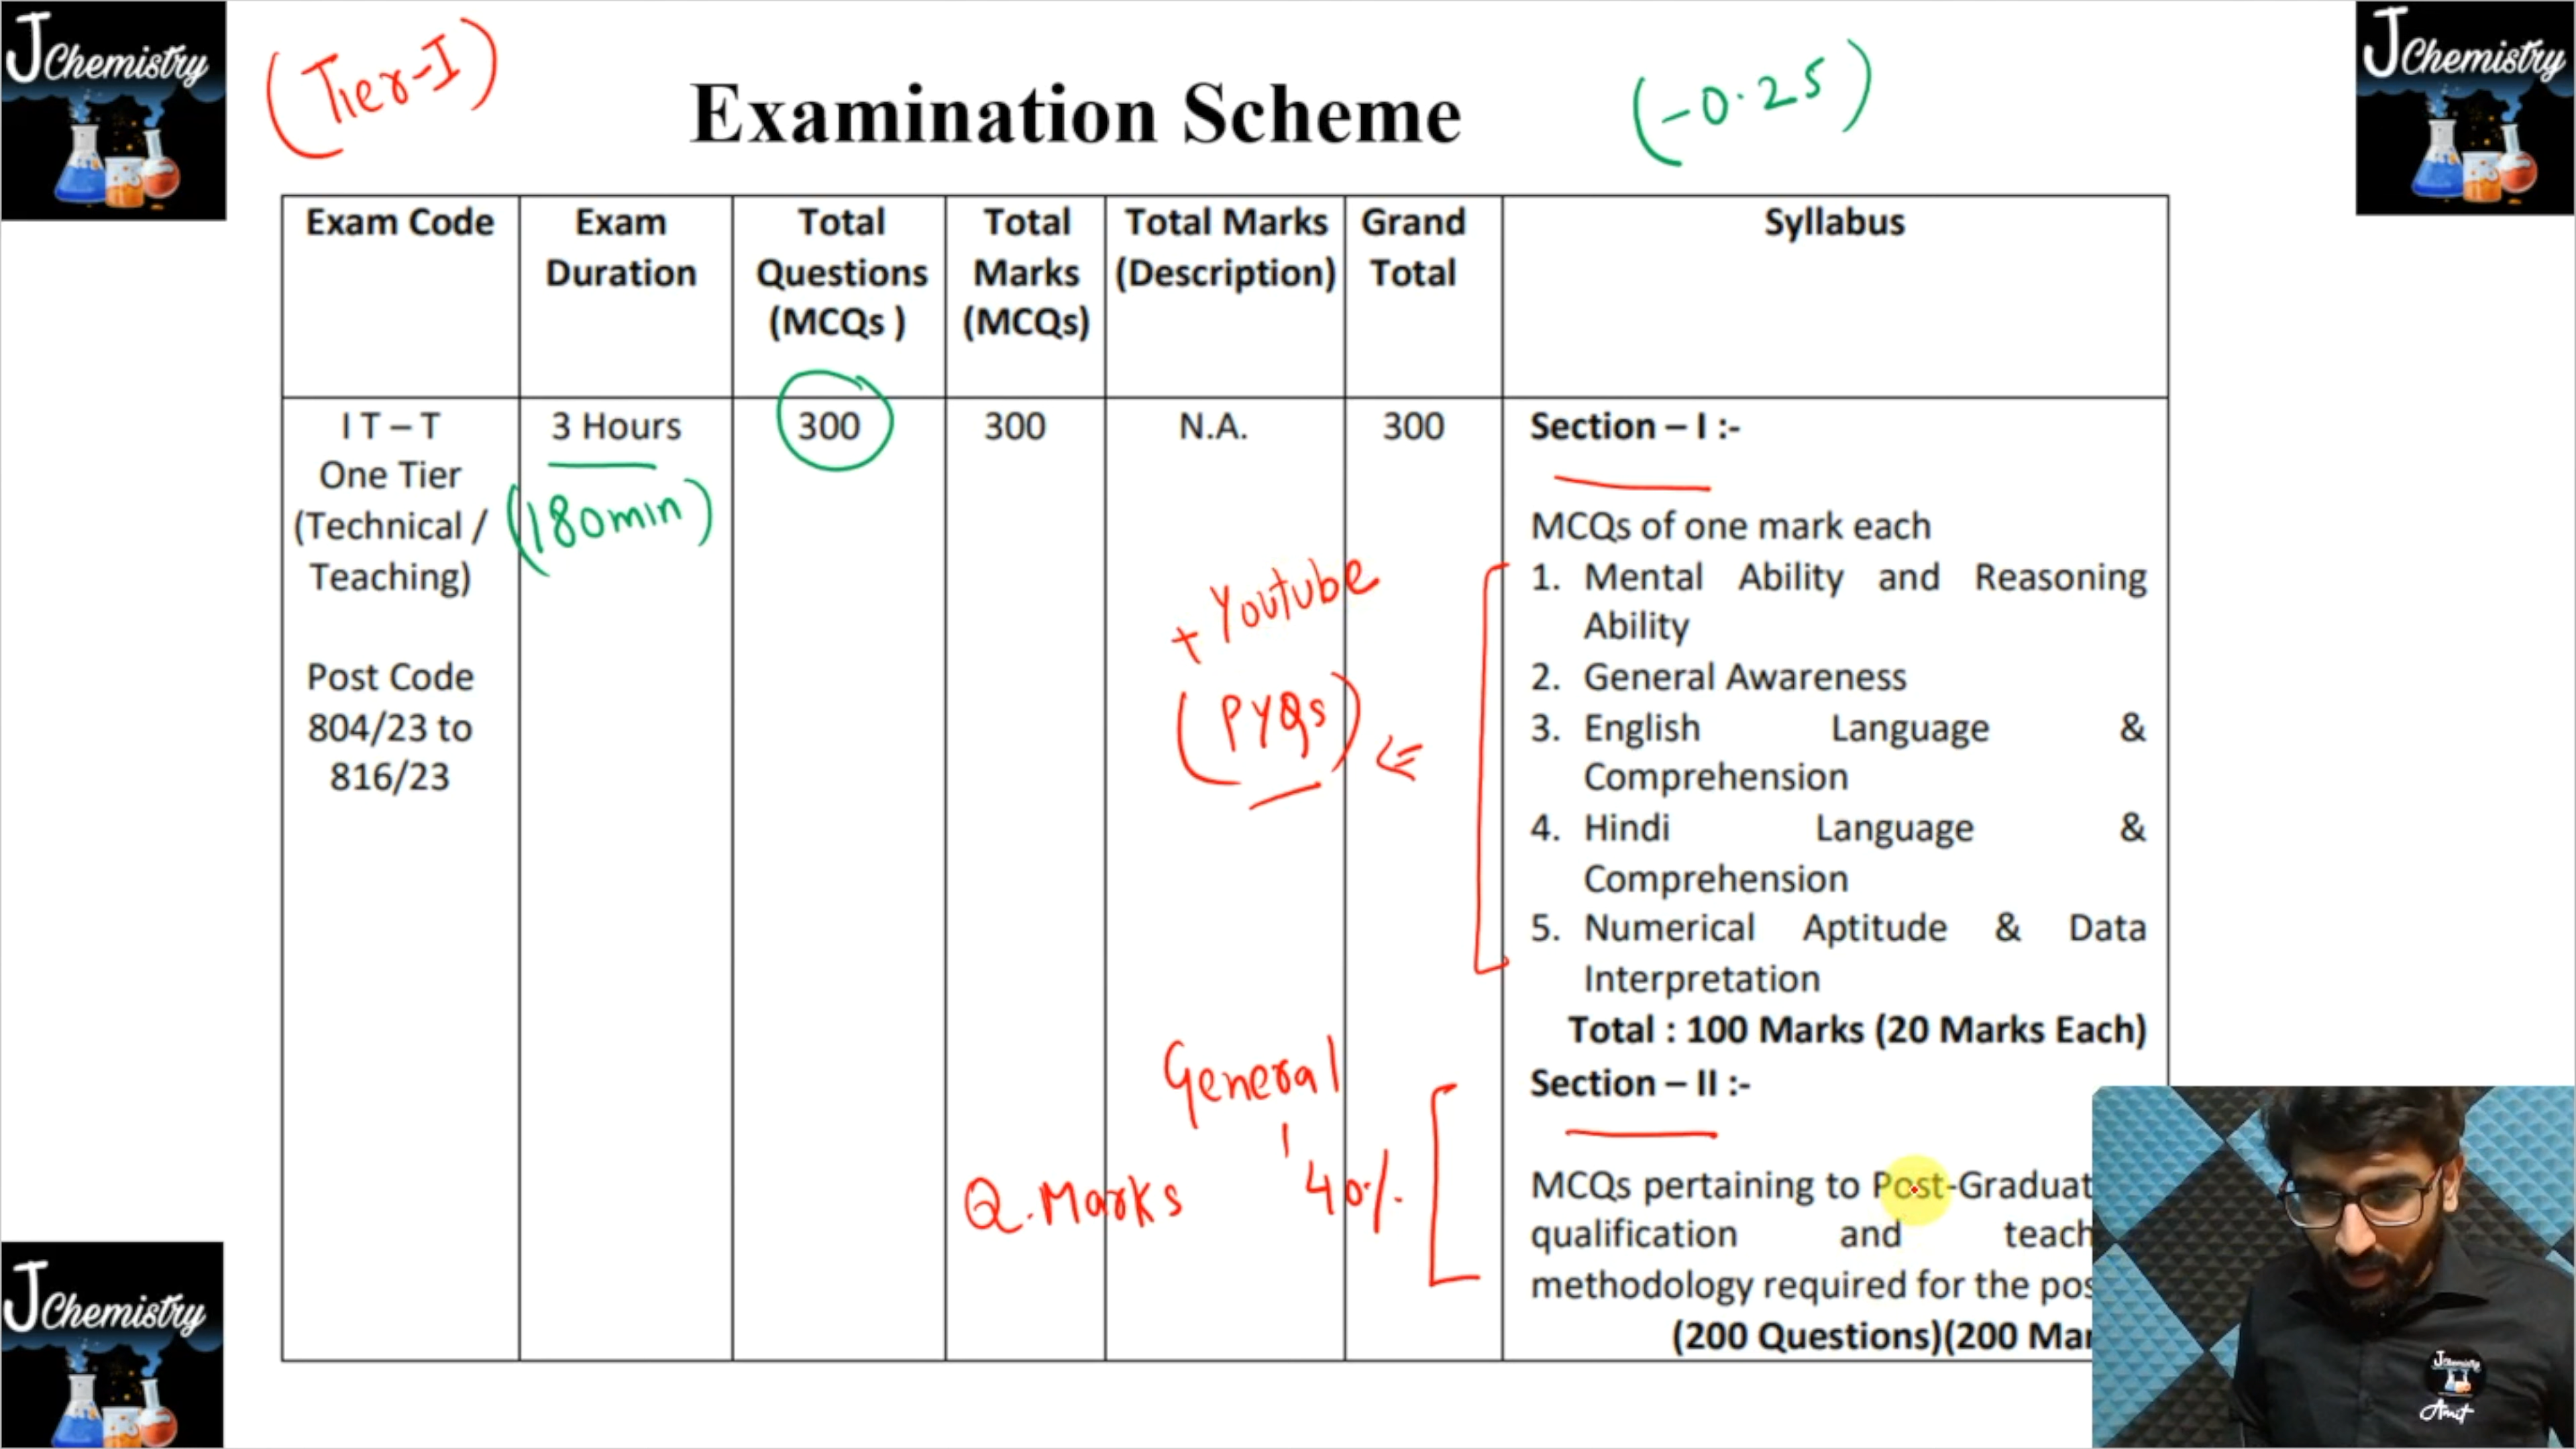 J Chemistry
(Tier-I)
Examination Scheme
(-0.25)
J Chemistry
Exam Code
Exam Duration
Total Questions (MCQs )
Total Marks (MCQs)
Total Marks (Description)
Grand Total
Syllabus
I T – T
One Tier
(Technical /
Teaching)
Post Code
804/23 to
816/23
3 Hours
(180min)
300
300
N.A.
300
+ Youtube
(PYQs)
General
40%
Q. Marks
Section – I :-
MCQs of one mark each
1. Mental Ability and Reasoning
Ability
2. General Awareness
3. English Language &
Comprehension
4. Hindi Language &
Comprehension
5. Numerical Aptitude & Data
Interpretation
Total : 100 Marks (20 Marks Each)
Section – II :-
MCQs pertaining to Post-Graduat
qualification and teach
methodology required for the pos
(200 Questions)(200 Mar
J Chemistry
JChemistry
Amit